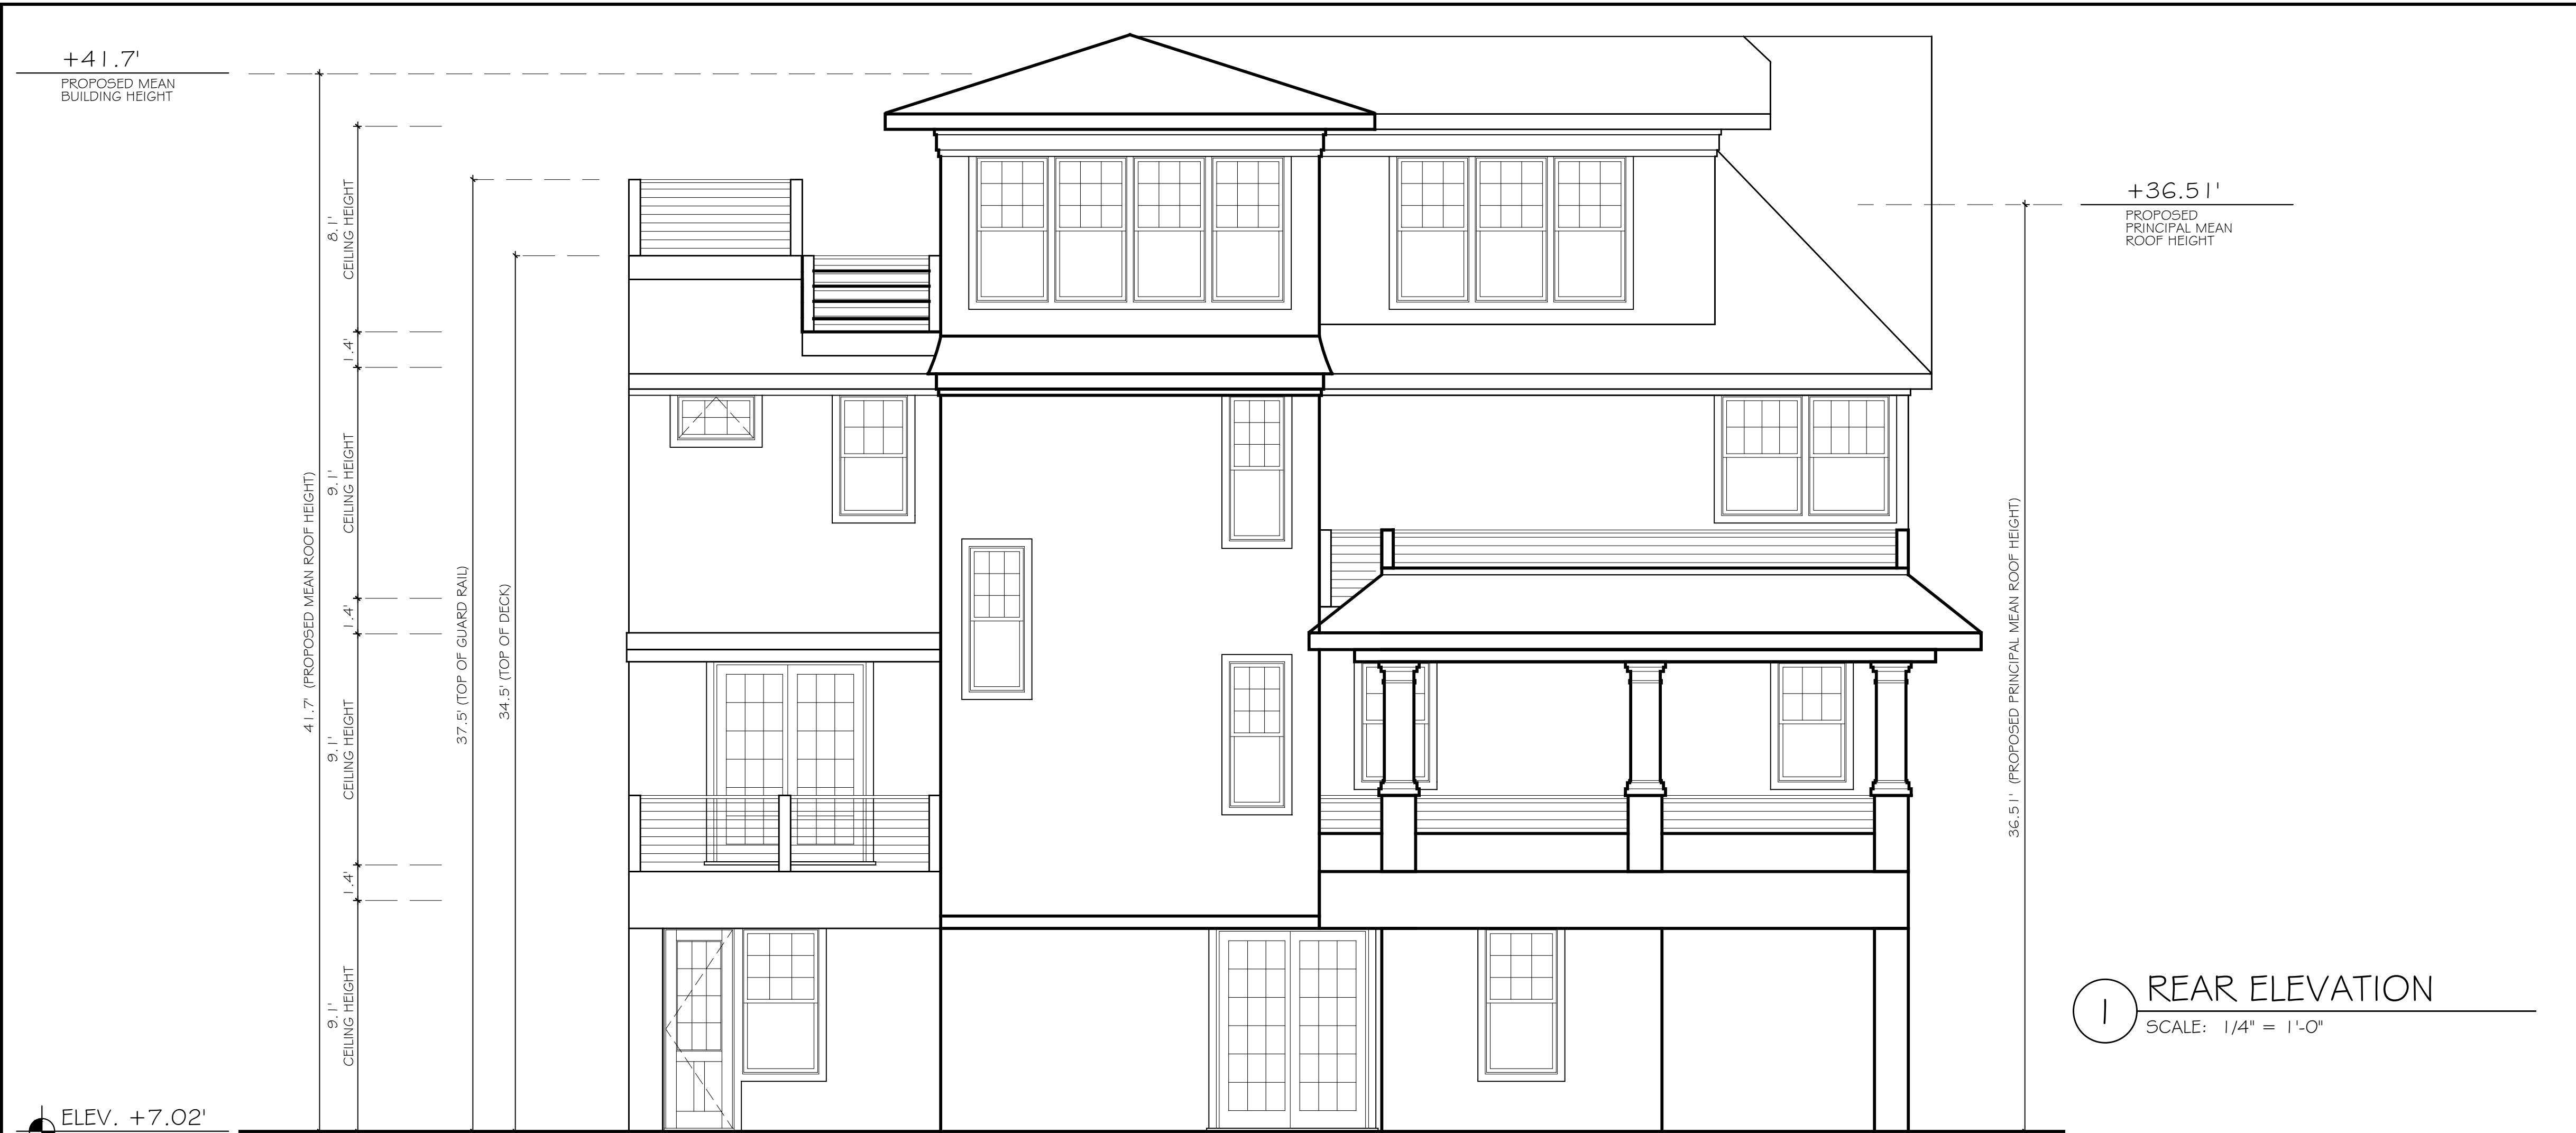 +41.7'
PROPOSED MEAN
BUILDING HEIGHT
8.1'
CEILING HEIGHT
1.4'
9.1'
CEILING HEIGHT
1.4'
9.1'
CEILING HEIGHT
1.4'
9.1'
CEILING HEIGHT
41.7' (PROPOSED MEAN ROOF HEIGHT)
37.5' (TOP OF GUARD RAIL)
34.5' (TOP OF DECK)
+36.51'
PROPOSED
PRINCIPAL MEAN
ROOF HEIGHT
36.51' (PROPOSED PRINCIPAL MEAN ROOF HEIGHT)
1
REAR ELEVATION
SCALE: 1/4" = 1'-0"
ELEV. +7.02'